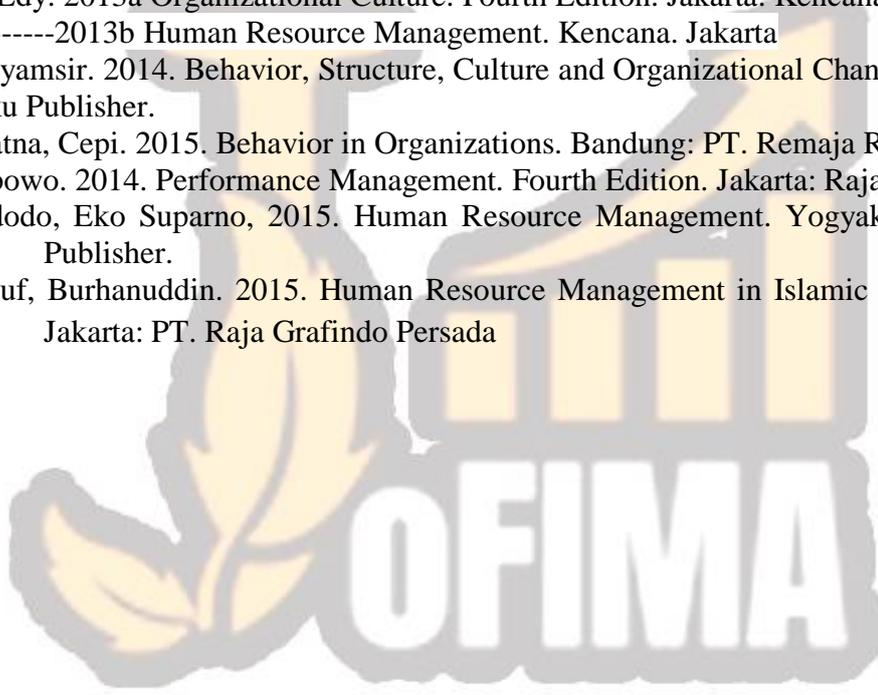 Edy. 2013a Organizational Culture. Fourth Edition. Jakarta. Kencana
------2013b Human Resource Management. Kencana. Jakarta
yamsir. 2014. Behavior, Structure, Culture and Organizational Chan
ku Publisher.
atna, Cepi. 2015. Behavior in Organizations. Bandung: PT. Remaja R
bowo. 2014. Performance Management. Fourth Edition. Jakarta: Raja
dodo, Eko Suparno, 2015. Human Resource Management. Yogyak
Publisher.
uf, Burhanuddin. 2015. Human Resource Management in Islamic
Jakarta: PT. Raja Grafindo Persada
oFIMA